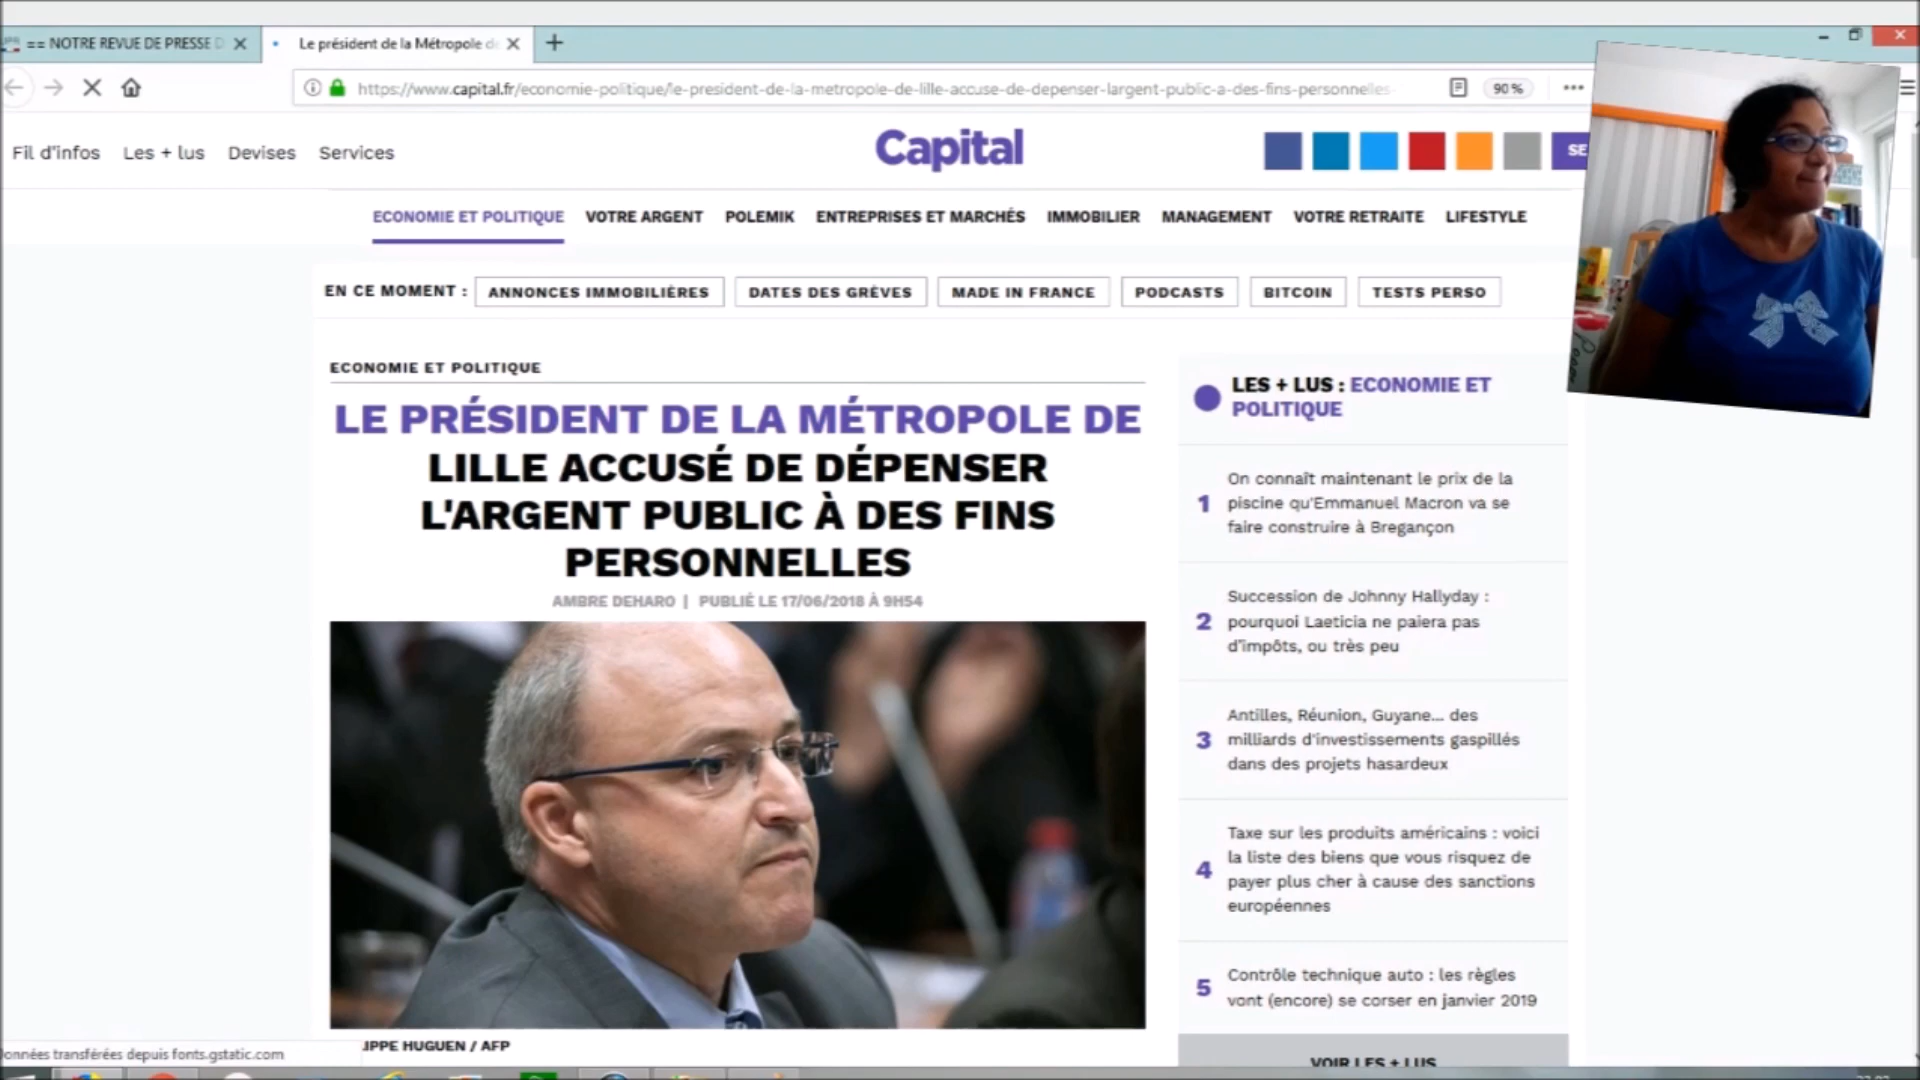 == NOTRE REVUE DE PRESSE
Le président de la Métropole de
https://www.capital.fr/economie-politique/le-president-de-la-metropole-de-lille-accuse-de-depenser-largent-public-a-des-fins-personnelles-
90 %
Fil d'infos Les + lus Devises Services
Capital
SE
ECONOMIE ET POLITIQUE VOTRE ARGENT POLEMIK ENTREPRISES ET MARCHÉS IMMOBILIER MANAGEMENT VOTRE RETRAITE LIFESTYLE
EN CE MOMENT : ANNONCES IMMOBILIÈRES DATES DES GRÈVES MADE IN FRANCE PODCASTS BITCOIN TESTS PERSO
ECONOMIE ET POLITIQUE
LE PRÉSIDENT DE LA MÉTROPOLE DE
LILLE ACCUSÉ DE DÉPENSER
L'ARGENT PUBLIC À DES FINS
PERSONNELLES
AMBRE DEHARO | PUBLIÉ LE 17/06/2018 À 9H54
IPPE HUGUEN / AFP
LES + LUS : ECONOMIE ET
POLITIQUE
1
On connaît maintenant le prix de la
piscine qu'Emmanuel Macron va se
faire construire à Bregançon
2
Succession de Johnny Hallyday :
pourquoi Laeticia ne paiera pas
d'impôts, ou très peu
3
Antilles, Réunion, Guyane... des
milliards d'investissements gaspillés
dans des projets hasardeux
4
Taxe sur les produits américains : voici
la liste des biens que vous risquez de
payer plus cher à cause des sanctions
européennes
5
Contrôle technique auto : les règles
vont (encore) se corser en janvier 2019
VOIR LES + LUS
onnées transférées depuis fonts.gstatic.com